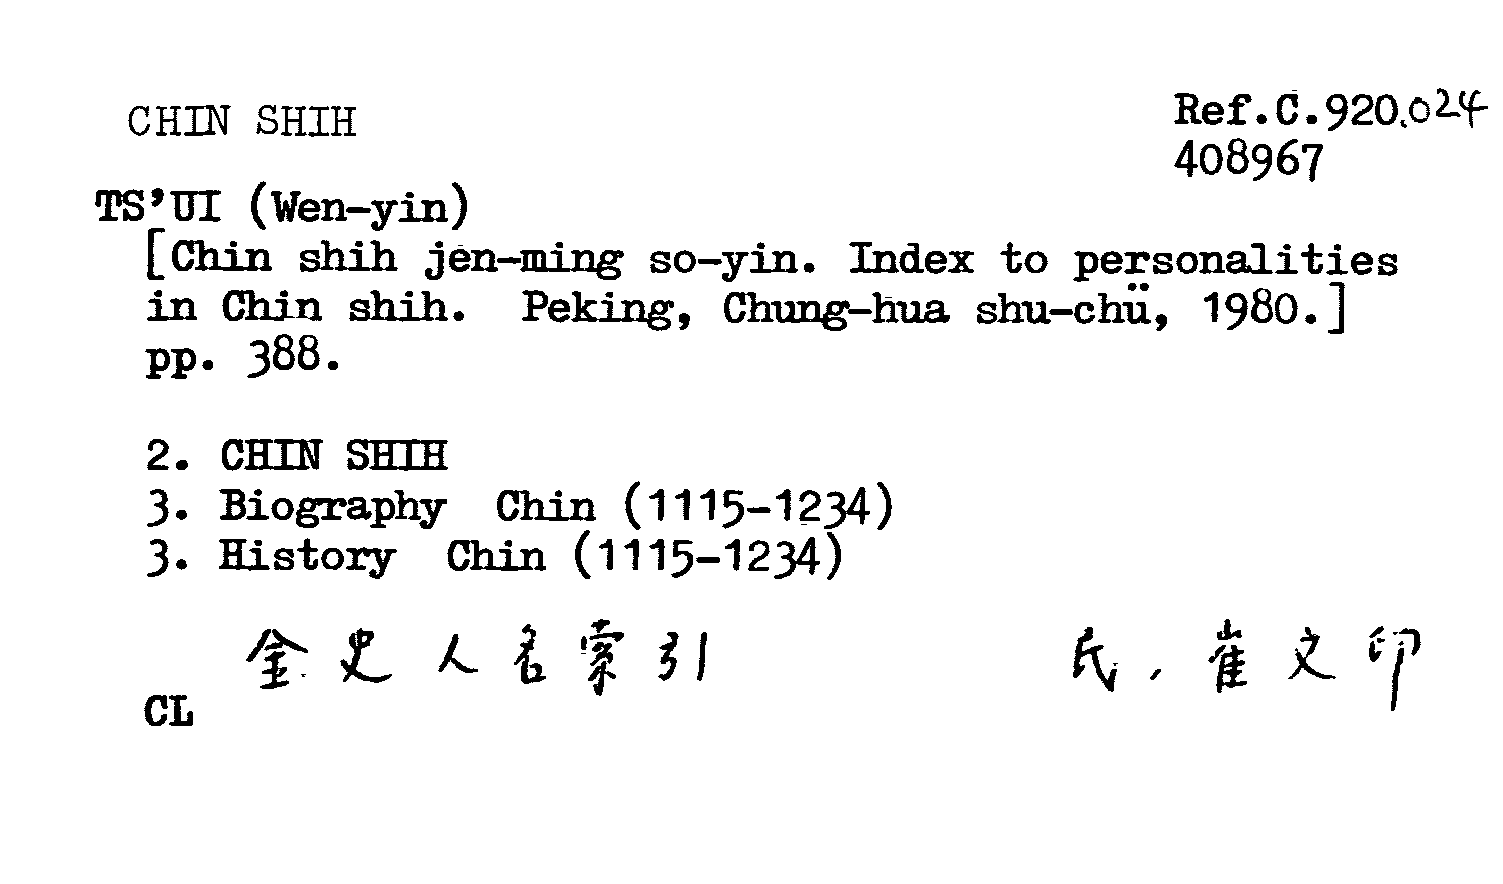 CHIN SHIH
Ref.C.920.024
408967
TS'UI (Wen-yin)
[Chin shih jen-ming so-yin. Index to personalities
in Chin shih. Peking, Chung-hua shu-chü, 1980.]
pp. 388.
2. CHIN SHIH
3. Biography Chin (1115-1234)
3. History Chin (1115-1234)
金史人名索引 民,崔文印
CL